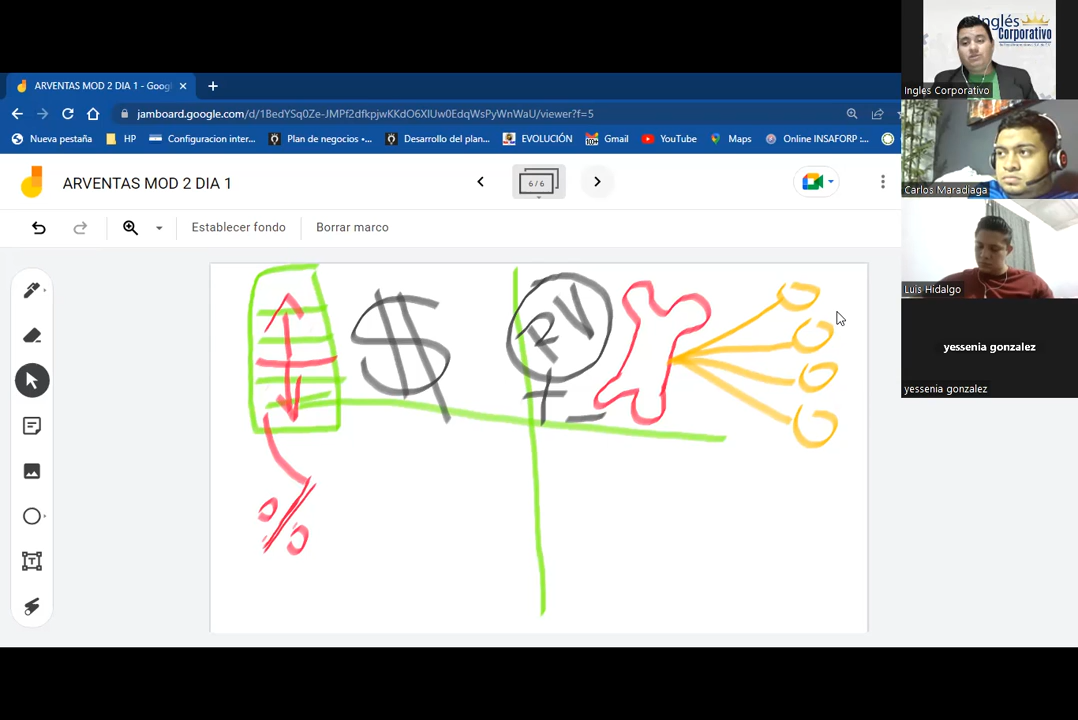 Inglés
Corporativo
Ingles Corporativo
ARVENTAS MOD 2 DIA 1 - Goog
jamboard.google.com/d/1BedYSq0Ze-JMPf2dfkpjwKKdO6XlUw0EdqWsPyWnWaU/viewer?f=5
Nueva pestaña
HP
Configuracion inter...
Plan de negocios •...
Desarrollo del plan...
EVOLUCIÓN
10+
Gmail
YouTube
Maps
Online INSAFORP :...
Carlos Maradiaga
ARVENTAS MOD 2 DIA 1
6 / 6
Establecer fondo
Borrar marco
Luis Hidalgo
yessenia gonzalez
yessenia gonzalez
$
PV
+ -
%
T